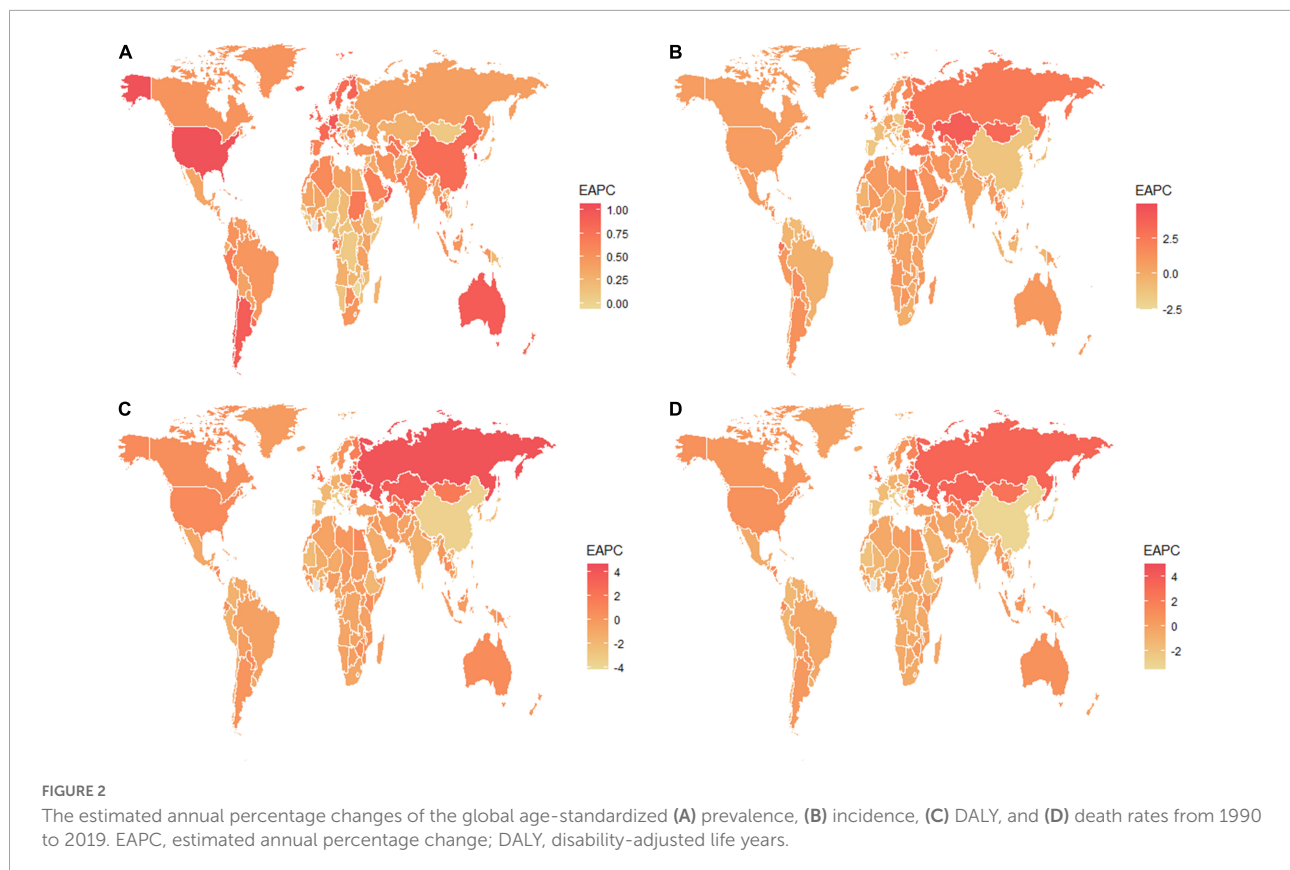 A
B
EAPC
1.00
0.75
0.50
0.25
0.00
EAPC
2.5
0.0
-2.5
C
D
EAPC
4
2
0
-2
-4
EAPC
4
2
0
-2
FIGURE 2
The estimated annual percentage changes of the global age-standardized (A) prevalence, (B) incidence, (C) DALY, and (D) death rates from 1990
to 2019. EAPC, estimated annual percentage change; DALY, disability-adjusted life years.